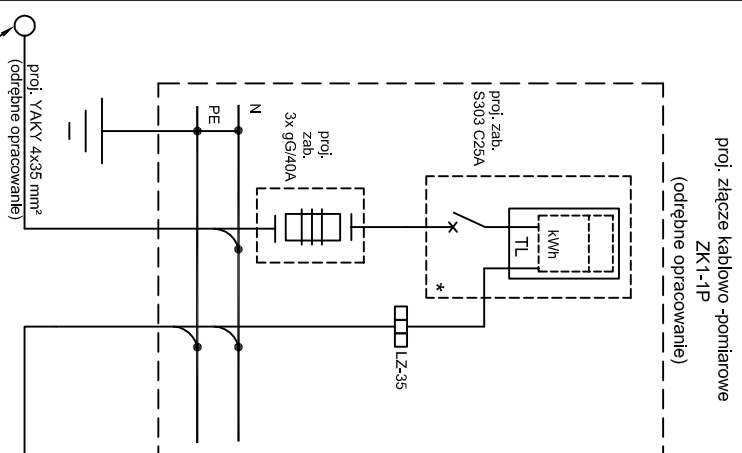 proj. złącze kablowo -pomiarowe
ZK1-1P
(odrębne opracowanie)
proj. zab.
S303 C25A
kWh
TL
*
proj.
zab.
3x gG/40A
N
PE
LZ-35
proj. YAKY 4x35 mm²
(odrębne opracowanie)